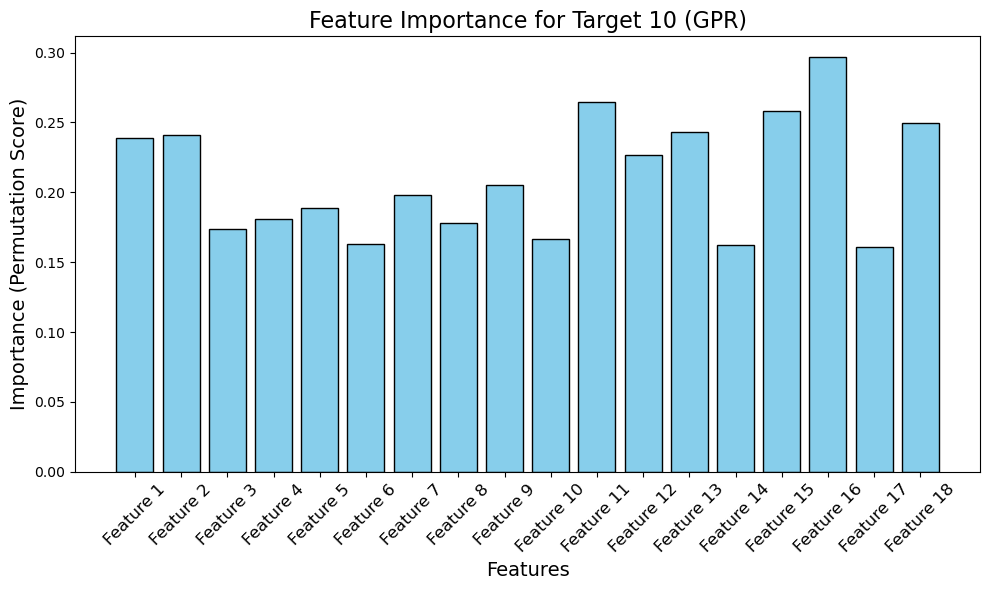 Feature Importance for Target 10 (GPR)
Importance (Permutation Score)
0.30
0.25
0.20
0.15
0.10
0.05
0.00
Feature 1
Feature 2
Feature 3
Feature 4
Feature 5
Feature 6
Feature 7
Feature 8
Feature 9
Feature 10
Feature 11
Feature 12
Feature 13
Feature 14
Feature 15
Feature 16
Feature 17
Feature 18
Features